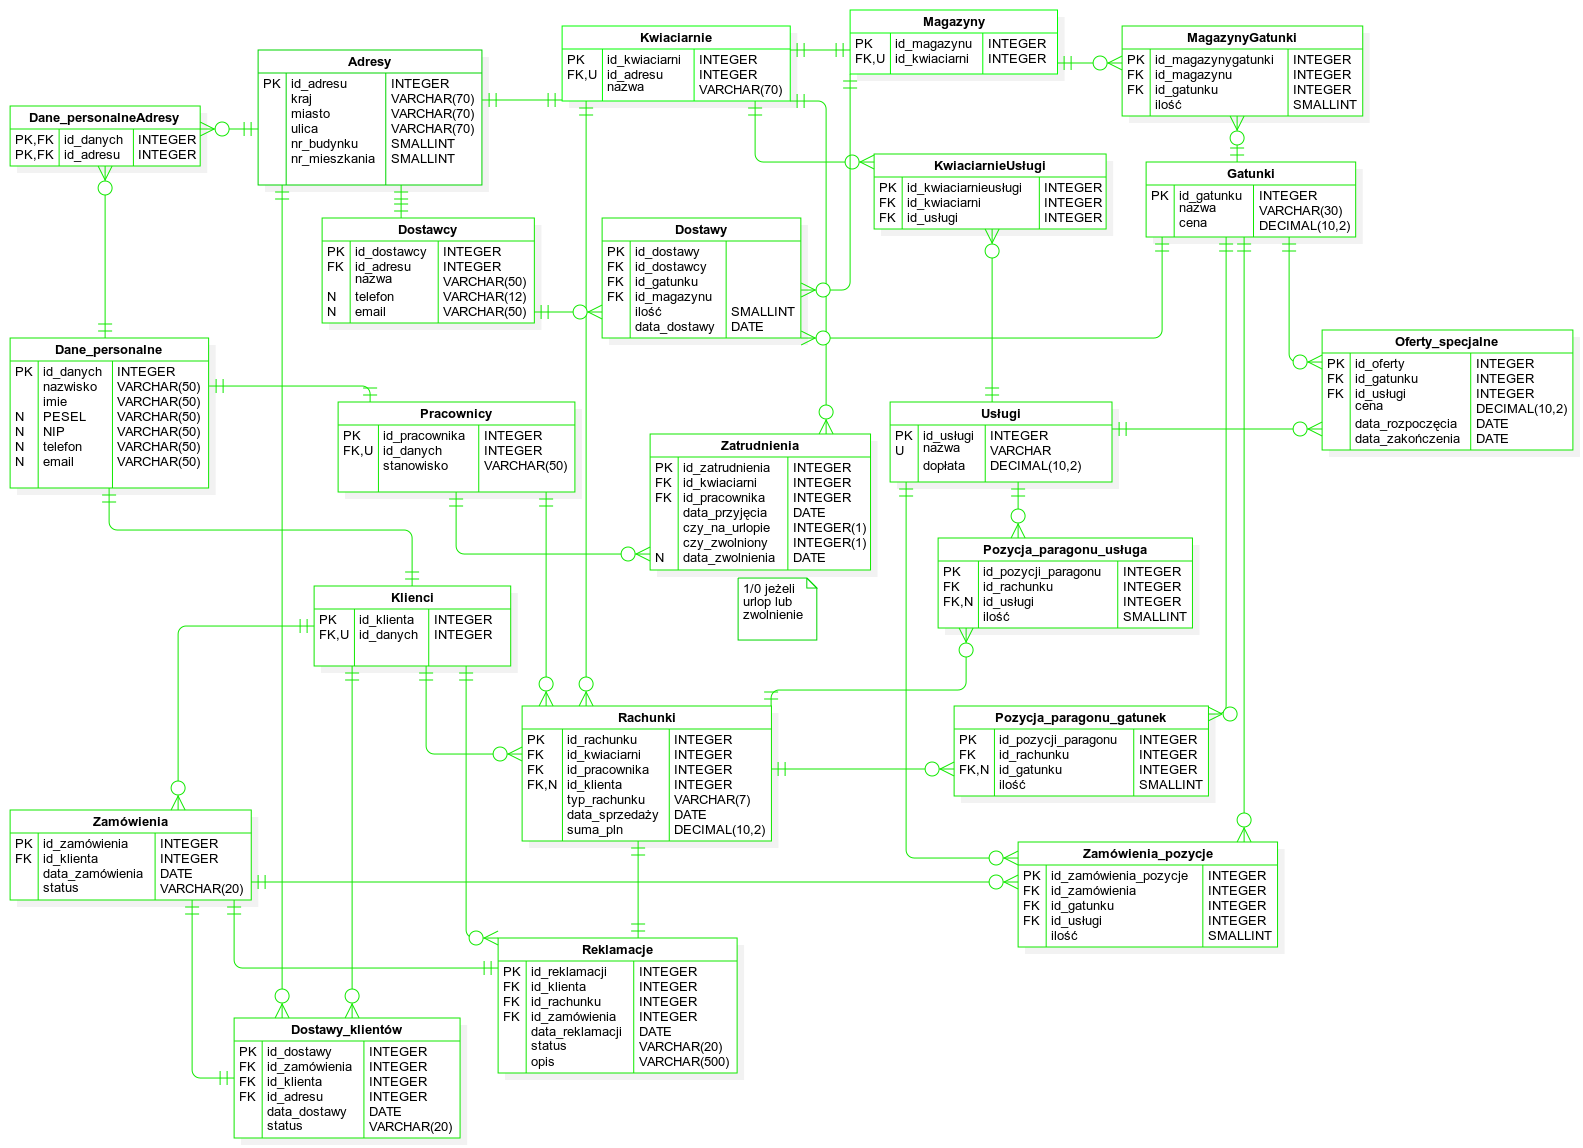 Kwiaciarnie
PK id_kwiaciarni INTEGER
FK,U id_adresu INTEGER
nazwa VARCHAR(70)
Magazyny
PK id_magazynu INTEGER
FK,U id_kwiaciarni INTEGER
MagazynyGatunki
PK id_magazynygatunki INTEGER
FK id_magazynu INTEGER
FK id_gatunku INTEGER
ilość SMALLINT
Adresy
PK id_adresu INTEGER
kraj VARCHAR(70)
miasto VARCHAR(70)
ulica VARCHAR(70)
nr_budynku SMALLINT
nr_mieszkania SMALLINT
Dane_personalneAdresy
PK,FK id_danych INTEGER
PK,FK id_adresu INTEGER
KwiaciarnieUsługi
PK id_kwiaciarnieusługi INTEGER
FK id_kwiaciarni INTEGER
FK id_usługi INTEGER
Gatunki
PK id_gatunku INTEGER
nazwa VARCHAR(30)
cena DECIMAL(10,2)
Dostawcy
PK id_dostawcy INTEGER
FK id_adresu INTEGER
nazwa VARCHAR(50)
N telefon VARCHAR(12)
N email VARCHAR(50)
Dostawy
PK id_dostawy
FK id_dostawcy
FK id_gatunku
FK id_magazynu
ilość SMALLINT
data_dostawy DATE
Dane_personalne
PK id_danych INTEGER
nazwisko VARCHAR(50)
imie VARCHAR(50)
N PESEL VARCHAR(50)
N NIP VARCHAR(50)
N telefon VARCHAR(50)
N email VARCHAR(50)
Oferty_specjalne
PK id_oferty INTEGER
FK id_gatunku INTEGER
FK id_usługi INTEGER
cena DECIMAL(10,2)
data_rozpoczęcia DATE
data_zakończenia DATE
Pracownicy
PK id_pracownika INTEGER
FK,U id_danych INTEGER
stanowisko VARCHAR(50)
Zatrudnienia
PK id_zatrudnienia INTEGER
FK id_kwiaciarni INTEGER
FK id_pracownika INTEGER
data_przyjęcia DATE
czy_na_urlopie INTEGER(1)
czy_zwolniony INTEGER(1)
N data_zwolnienia DATE
1/0 jeżeli
urlop lub
zwolnienie
Usługi
PK id_usługi INTEGER
U nazwa VARCHAR
dopłata DECIMAL(10,2)
Pozycja_paragonu_usługa
PK id_pozycji_paragonu INTEGER
FK id_rachunku INTEGER
FK,N id_usługi INTEGER
ilość SMALLINT
Klienci
PK id_klienta INTEGER
FK,U id_danych INTEGER
Rachunki
PK id_rachunku INTEGER
FK id_kwiaciarni INTEGER
FK id_pracownika INTEGER
FK,N id_klienta INTEGER
typ_rachunku VARCHAR(7)
data_sprzedaży DATE
suma_pln DECIMAL(10,2)
Pozycja_paragonu_gatunek
PK id_pozycji_paragonu INTEGER
FK id_rachunku INTEGER
FK,N id_gatunku INTEGER
ilość SMALLINT
Zamówienia
PK id_zamówienia INTEGER
FK id_klienta INTEGER
data_zamówienia DATE
status VARCHAR(20)
Zamówienia_pozycje
PK id_zamówienia_pozycje INTEGER
FK id_zamówienia INTEGER
FK id_gatunku INTEGER
FK id_usługi INTEGER
ilość SMALLINT
Reklamacje
PK id_reklamacji INTEGER
FK id_klienta INTEGER
FK id_rachunku INTEGER
FK id_zamówienia INTEGER
data_reklamacji DATE
status VARCHAR(20)
opis VARCHAR(500)
Dostawy_klientów
PK id_dostawy INTEGER
FK id_zamówienia INTEGER
FK id_klienta INTEGER
FK id_adresu INTEGER
data_dostawy DATE
status VARCHAR(20)